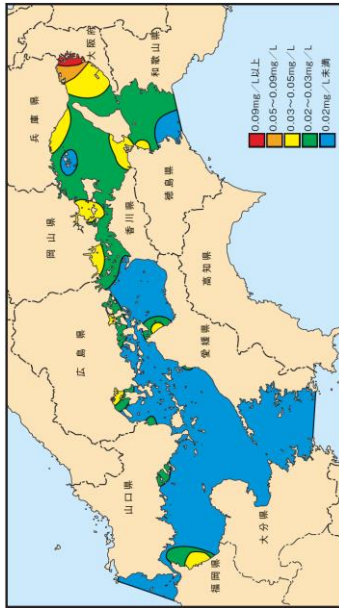 兵庫県
大阪府
和歌山県
岡山県
香川県
徳島県
広島県
高知県
愛媛県
山口県
大分県
福岡県
0.09mg/L以上
0.05~0.09mg/L
0.03~0.05mg/L
0.02~0.03mg/L
0.02mg/L未満